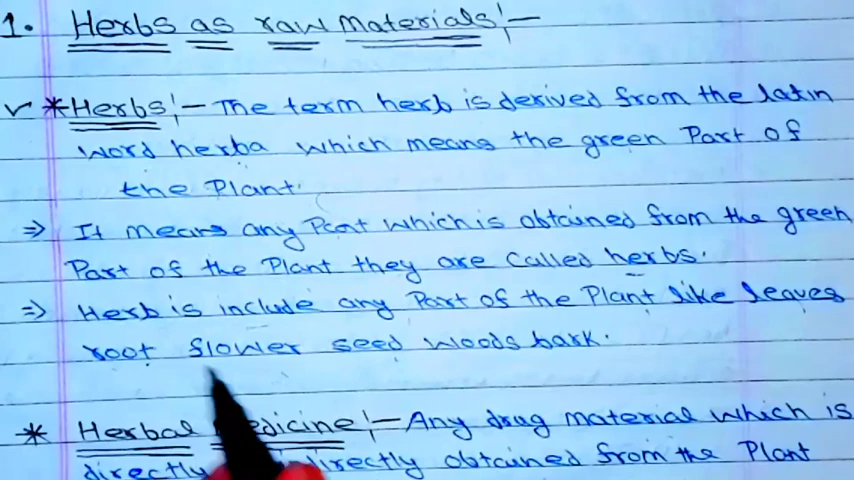 1. Herbs as raw materials:-
*Herbs:- The term herb is derived from the latin
word herba which means the green Part of
the Plant.
⇒ It means any Part which is obtained from the green
Part of the Plant they are called herbs.
⇒ Herb is include any Part of the Plant like leaves
root flower seed woods bark.
* Herbal edicine:- Any drug material which is
directly directly obtained from the Plant